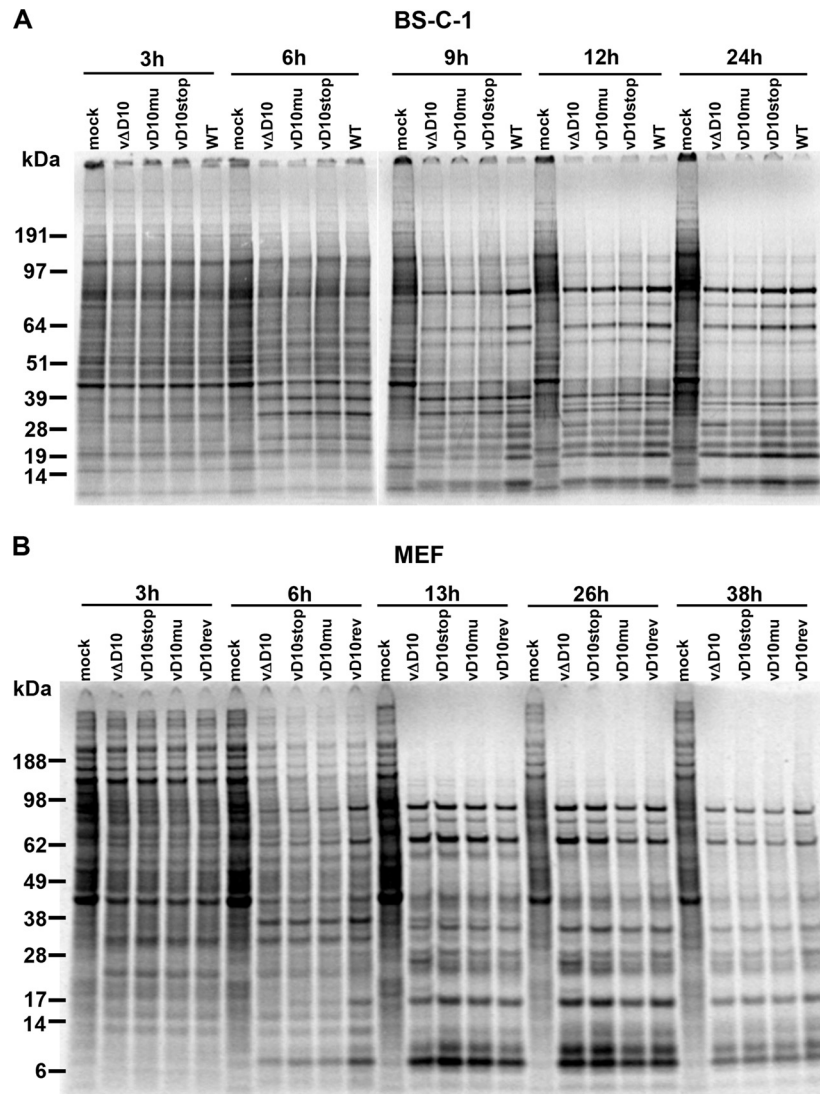 A
BS-C-1
3h 6h 9h 12h 24h
mock vΔD10 vD10mu vD10stop WT mock vΔD10 vD10mu vD10stop WT mock vΔD10 vD10mu vD10stop WT mock vΔD10 vD10mu vD10stop WT mock vΔD10 vD10mu vD10stop WT
kDa
191
97
64
51
39
28
19
14
B
MEF
3h 6h 13h 26h 38h
mock vΔD10 vD10stop vD10mu vD10rev mock vΔD10 vD10stop vD10mu vD10rev mock vΔD10 vD10stop vD10mu vD10rev mock vΔD10 vD10stop vD10mu vD10rev mock vΔD10 vD10stop vD10mu vD10rev
kDa
188
98
62
49
38
28
17
14
6